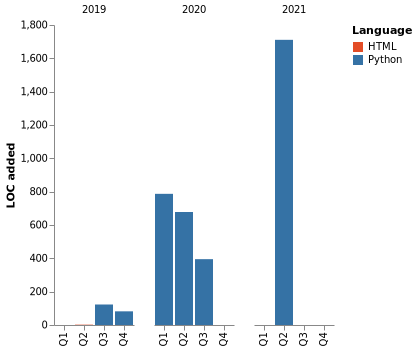 2019 2020 2021
Language
HTML
Python
LOC added
1,800
1,600
1,400
1,200
1,000
800
600
400
200
0
Q1 Q2 Q3 Q4 Q1 Q2 Q3 Q4 Q1 Q2 Q3 Q4